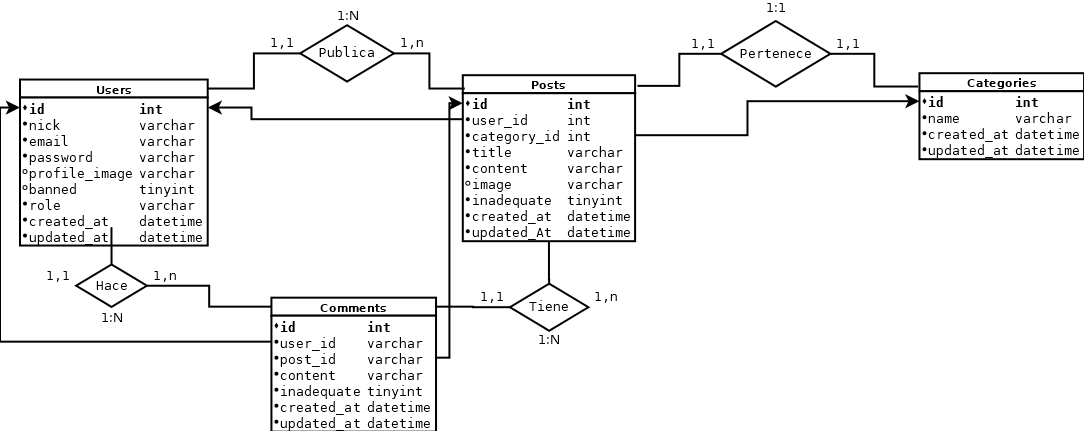 1:N
1,1
Publica
1,n
1:1
1,1
Pertenece
1,1
Users
id int
nick varchar
email varchar
password varchar
profile_image varchar
banned tinyint
role varchar
created_at datetime
updated_at datetime
Posts
id int
user_id int
category_id int
title varchar
content varchar
image varchar
inadequate tinyint
created_at datetime
updated_At datetime
Categories
id int
name varchar
created_at datetime
updated_at datetime
1,1
Hace
1,n
1:N
Comments
id int
user_id varchar
post_id varchar
content varchar
inadequate tinyint
created_at datetime
updated_at datetime
1,1
Tiene
1,n
1:N